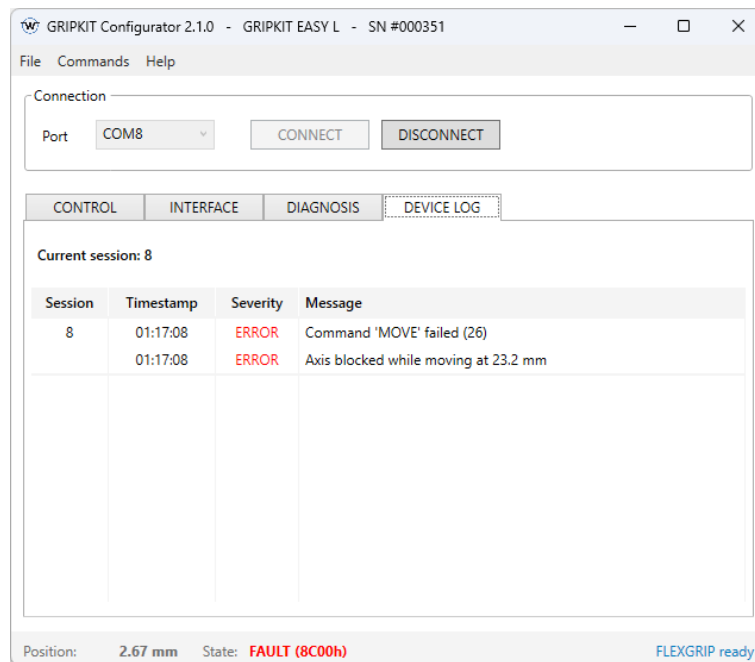 GRIPKIT Configurator 2.1.0 - GRIPKIT EASY L - SN #000351
File Commands Help
Connection
Port COM8 CONNECT DISCONNECT
CONTROL INTERFACE DIAGNOSIS DEVICE LOG
Current session: 8
Session Timestamp Severity Message
8 01:17:08 ERROR Command 'MOVE' failed (26)
01:17:08 ERROR Axis blocked while moving at 23.2 mm
Position: 2.67 mm State: FAULT (8C00h) FLEXGRIP ready